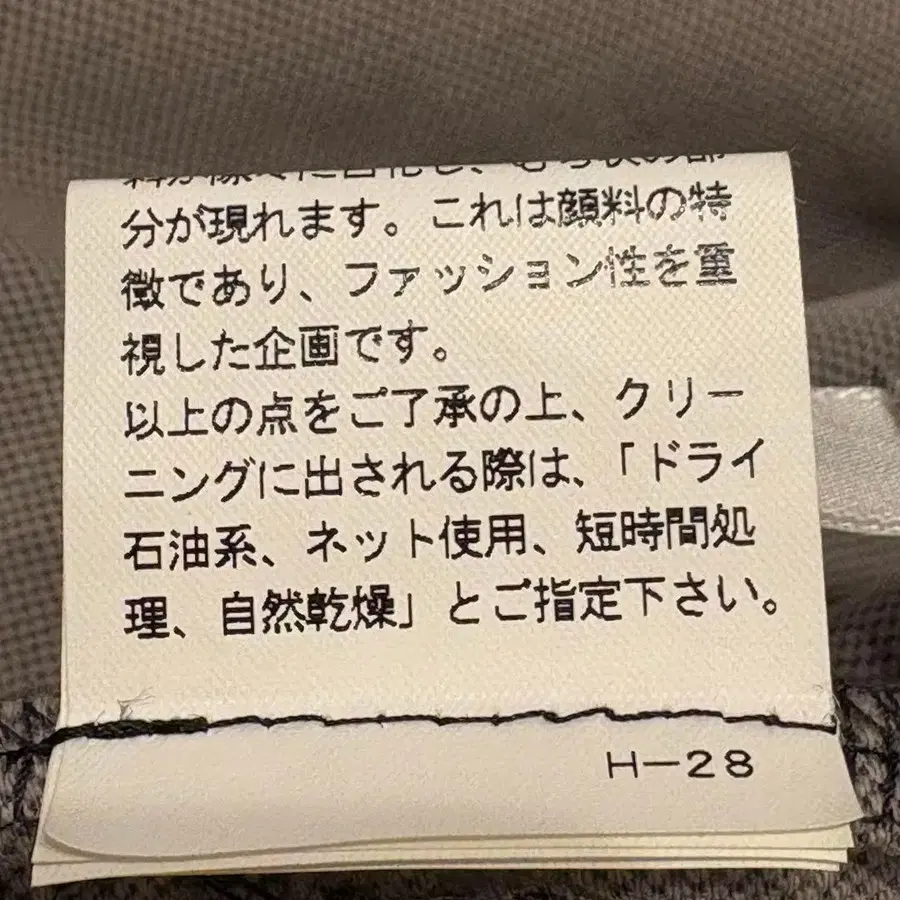 分が現れます。これは顔料の特
徴であり、ファッション性を重
視した企画です。
以上の点をご了承の上、クリー
ニングに出される際は、「ドライ
石油系、ネット使用、短時間処
理、自然乾燥」とご指定下さい。
H-28